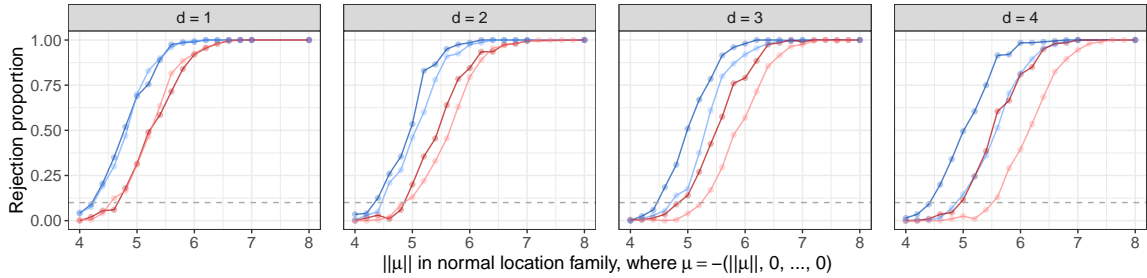 d = 1 d = 2 d = 3 d = 4
Rejection proportion
1.00
0.75
0.50
0.25
0.00
4 5 6 7 8 4 5 6 7 8 4 5 6 7 8 4 5 6 7 8
||μ|| in normal location family, where μ = −(||μ||, 0, ..., 0)